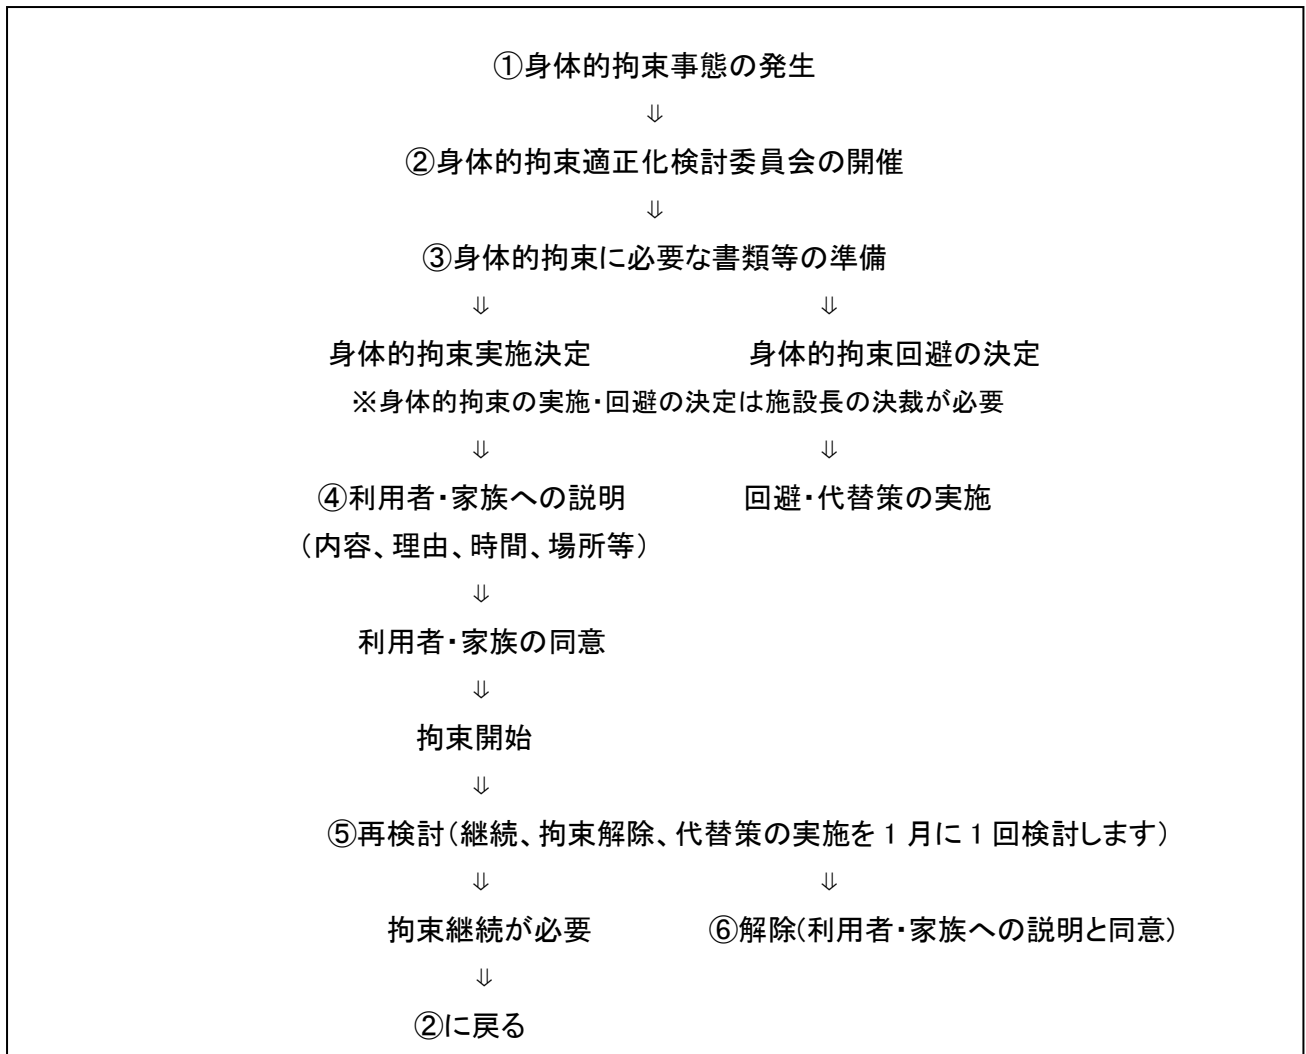 ①身体的拘束事態の発生
⇓
②身体的拘束適正化検討委員会の開催
⇓
③身体的拘束に必要な書類等の準備
⇓ ⇓
身体的拘束実施決定 身体的拘束回避の決定
※身体的拘束の実施・回避の決定は施設長の決裁が必要
⇓ ⇓
④利用者・家族への説明 回避・代替策の実施
（内容、理由、時間、場所等）
⇓
利用者・家族の同意
⇓
拘束開始
⇓
⑤再検討（継続、拘束解除、代替策の実施を 1 月に 1 回検討します）
⇓ ⇓
拘束継続が必要 ⑥解除(利用者・家族への説明と同意)
⇓
②に戻る